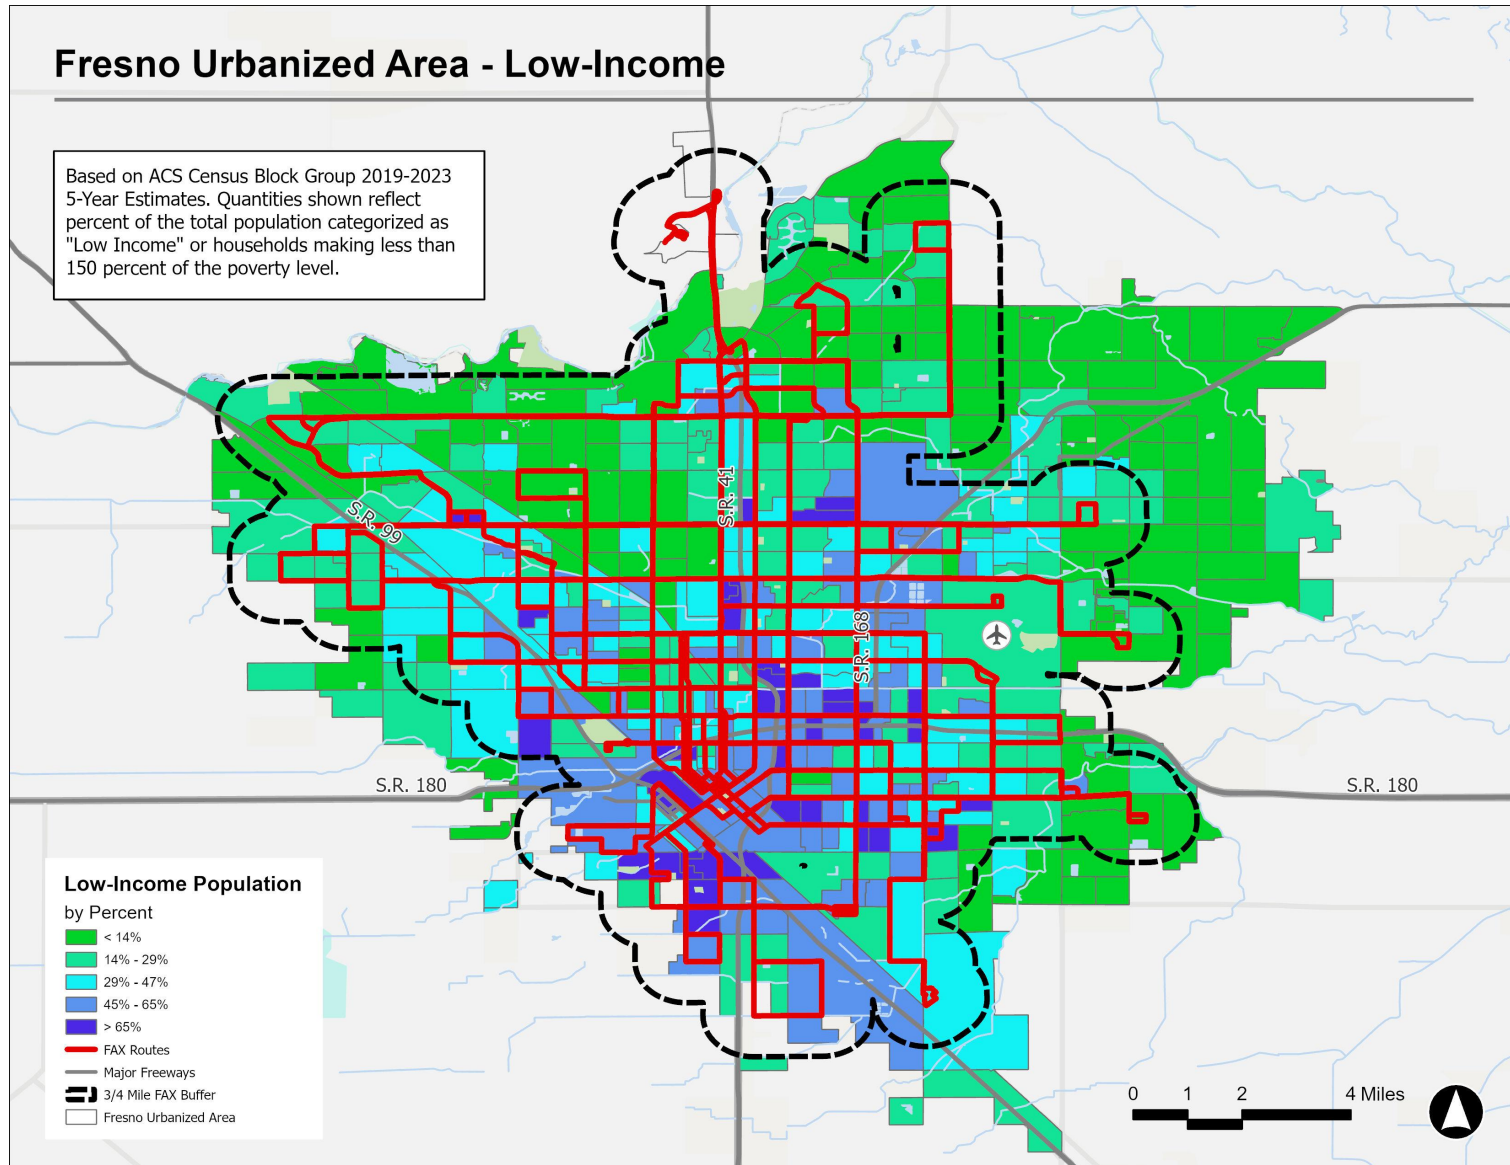 Fresno Urbanized Area - Low-Income
Based on ACS Census Block Group 2019-2023
5-Year Estimates. Quantities shown reflect
percent of the total population categorized as
"Low Income" or households making less than
150 percent of the poverty level.
S.R. 41
S.R. 99
S.R. 168
S.R. 180
S.R. 180
Low-Income Population
by Percent
< 14%
14% - 29%
29% - 47%
45% - 65%
> 65%
FAX Routes
Major Freeways
3/4 Mile FAX Buffer
Fresno Urbanized Area
0 1 2 4 Miles